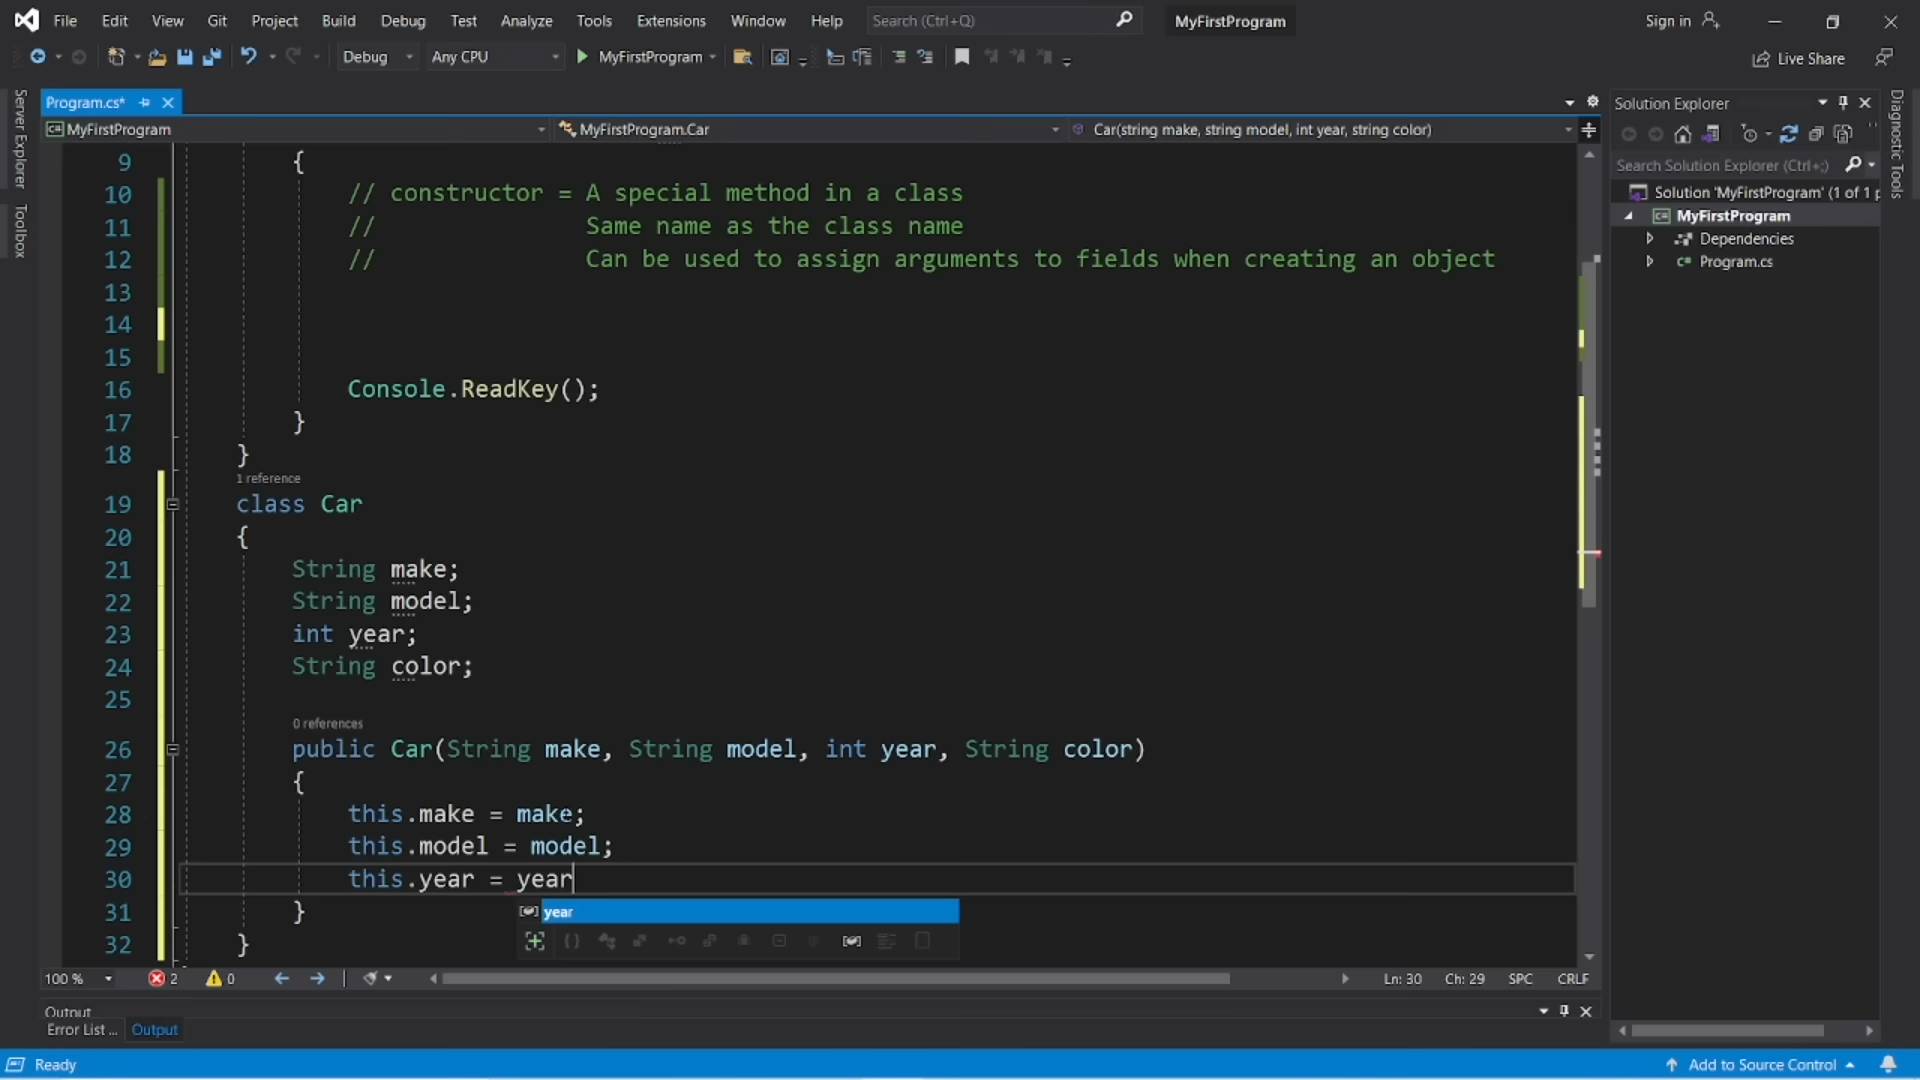 File Edit View Git Project Build Debug Test Analyze Tools Extensions Window Help Search (Ctrl+Q) MyFirstProgram Sign in
Debug Any CPU MyFirstProgram Live Share
Server Explorer
Toolbox
Program.cs*
MyFirstProgram MyFirstProgram.Car Car(string make, string model, int year, string color)
9 {
10 // constructor = A special method in a class
11 // Same name as the class name
12 // Can be used to assign arguments to fields when creating an object
13
14
15
16 Console.ReadKey();
17 }
18 }
1 reference
19 class Car
20 {
21 String make;
22 String model;
23 int year;
24 String color;
25
0 references
26 public Car(String make, String model, int year, String color)
27 {
28 this.make = make;
29 this.model = model;
30 this.year = year
31 }
year
32 }
100 % 2 0 Ln: 30 Ch: 29 SPC CRLF
Output
Error List ... Output
Ready Add to Source Control
Solution Explorer
Search Solution Explorer (Ctrl+;)
Solution 'MyFirstProgram' (1 of 1 p
MyFirstProgram
Dependencies
C# Program.cs
Diagnostic Tools